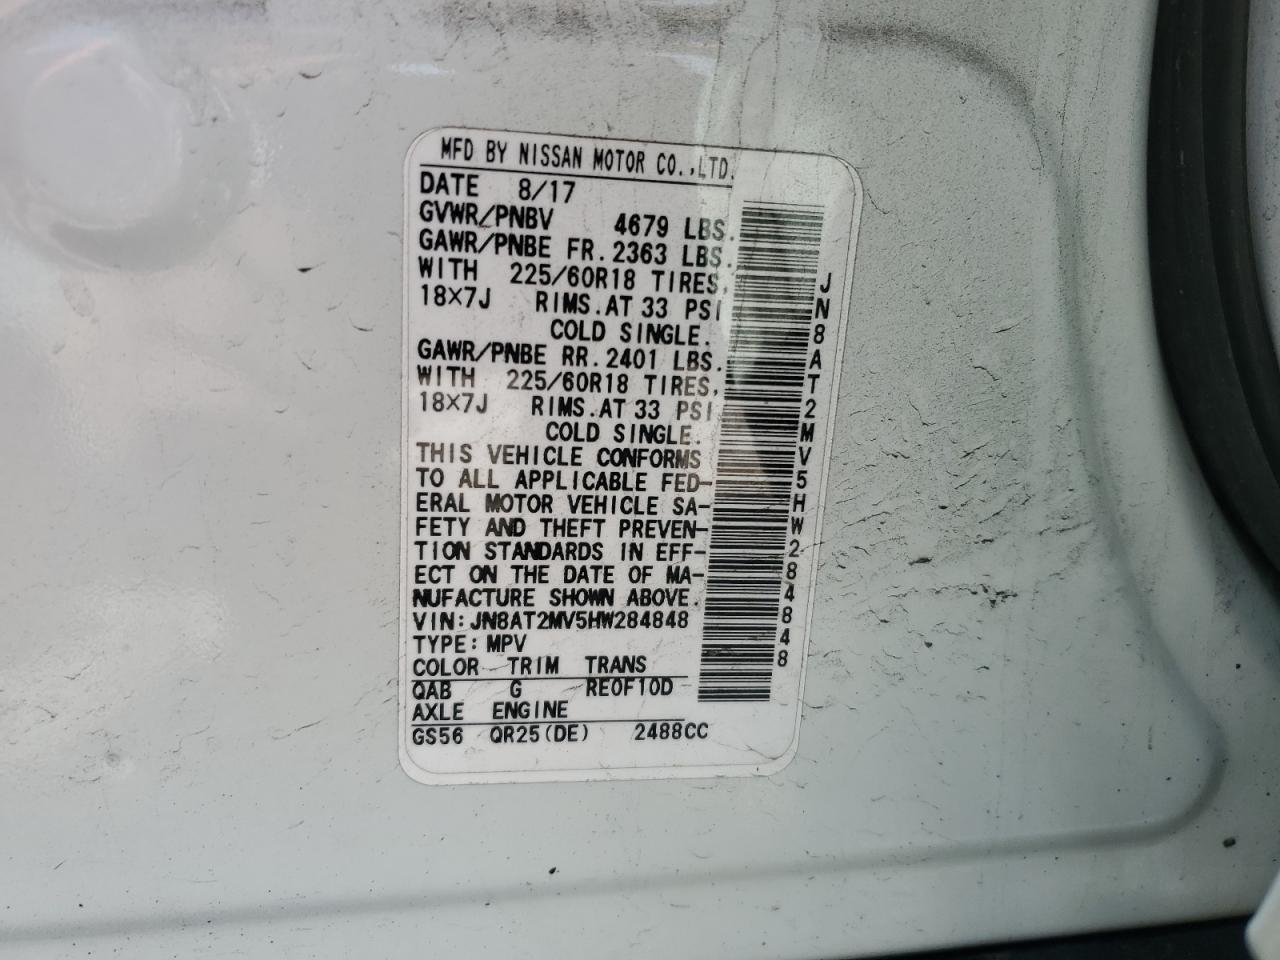 MFD BY NISSAN MOTOR CO.,LTD.
DATE 8/17
GVWR/PNBV 4679 LBS.
GAWR/PNBE FR. 2363 LBS.
WITH 225/60R18 TIRES,
18×7J RIMS.AT 33 PSI
COLD SINGLE.
GAWR/PNBE RR. 2401 LBS.
WITH 225/60R18 TIRES,
18×7J RIMS.AT 33 PSI
COLD SINGLE.
THIS VEHICLE CONFORMS
TO ALL APPLICABLE FED-
ERAL MOTOR VEHICLE SA-
FETY AND THEFT PREVEN-
TION STANDARDS IN EFF-
ECT ON THE DATE OF MA-
NUFACTURE SHOWN ABOVE.
VIN: JN8AT2MV5HW284848
TYPE: MPV
COLOR TRIM TRANS
QAB G RE0F10D
AXLE ENGINE
GS56 QR25(DE) 2488CC
JN8AT2MV5HW284848